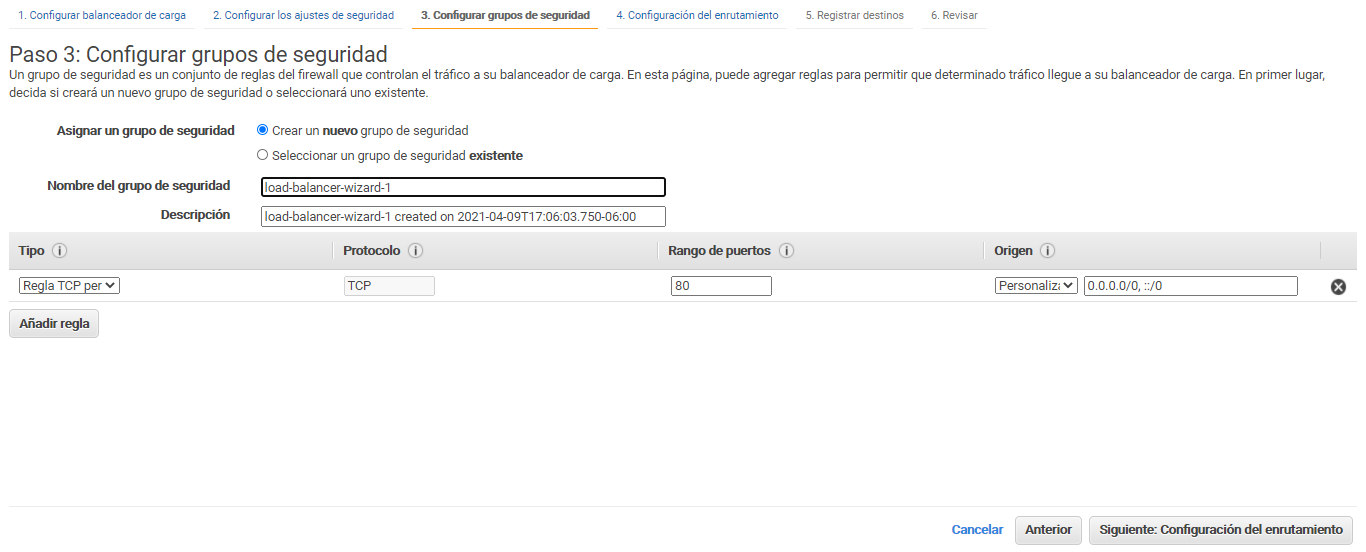 1. Configurar balanceador de carga 2. Configurar los ajustes de seguridad 3. Configurar grupos de seguridad 4. Configuración del enrutamiento 5. Registrar destinos 6. Revisar
Paso 3: Configurar grupos de seguridad
Un grupo de seguridad es un conjunto de reglas del firewall que controlan el tráfico a su balanceador de carga. En esta página, puede agregar reglas para permitir que determinado tráfico llegue a su balanceador de carga. En primer lugar,
decida si creará un nuevo grupo de seguridad o seleccionará uno existente.
Asignar un grupo de seguridad Crear un nuevo grupo de seguridad
Seleccionar un grupo de seguridad existente
Nombre del grupo de seguridad load-balancer-wizard-1
Descripción load-balancer-wizard-1 created on 2021-04-09T17:06:03.750-06:00
Tipo i Protocolo i Rango de puertos i Origen i
Regla TCP per TCP 80 Personaliza 0.0.0.0/0, ::/0
Añadir regla
Cancelar Anterior Siguiente: Configuración del enrutamiento